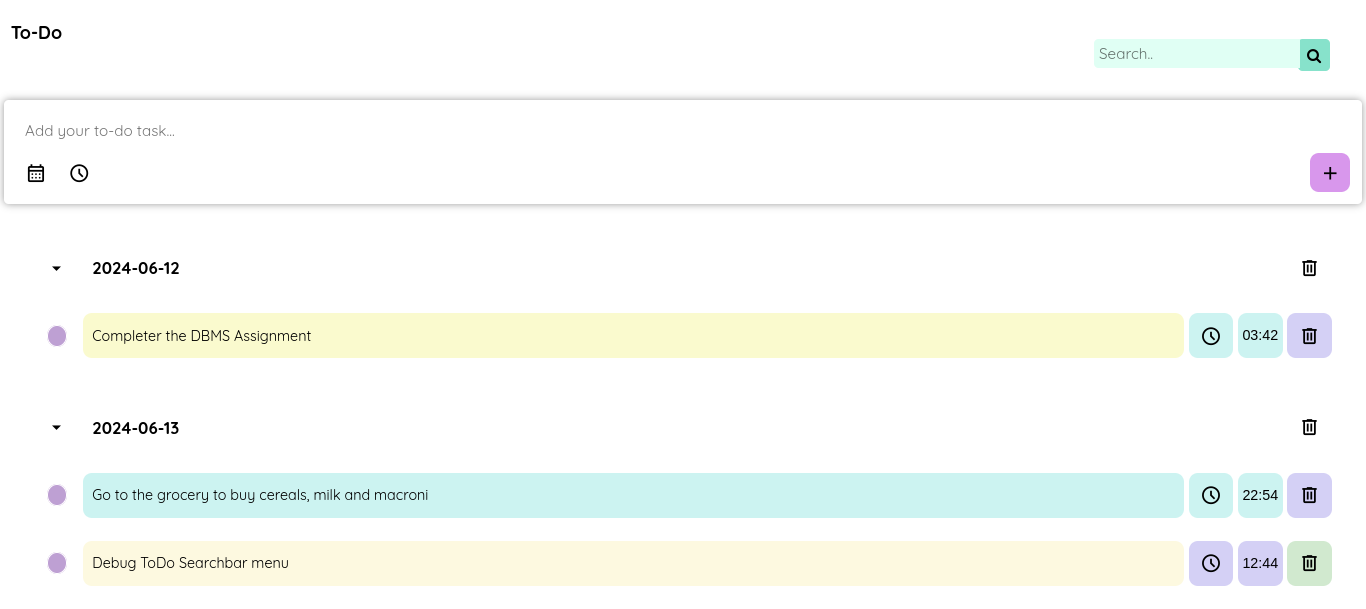 To-Do
Search..
Add your to-do task...
2024-06-12
Completer the DBMS Assignment 03:42
2024-06-13
Go to the grocery to buy cereals, milk and macroni 22:54
Debug ToDo Searchbar menu 12:44